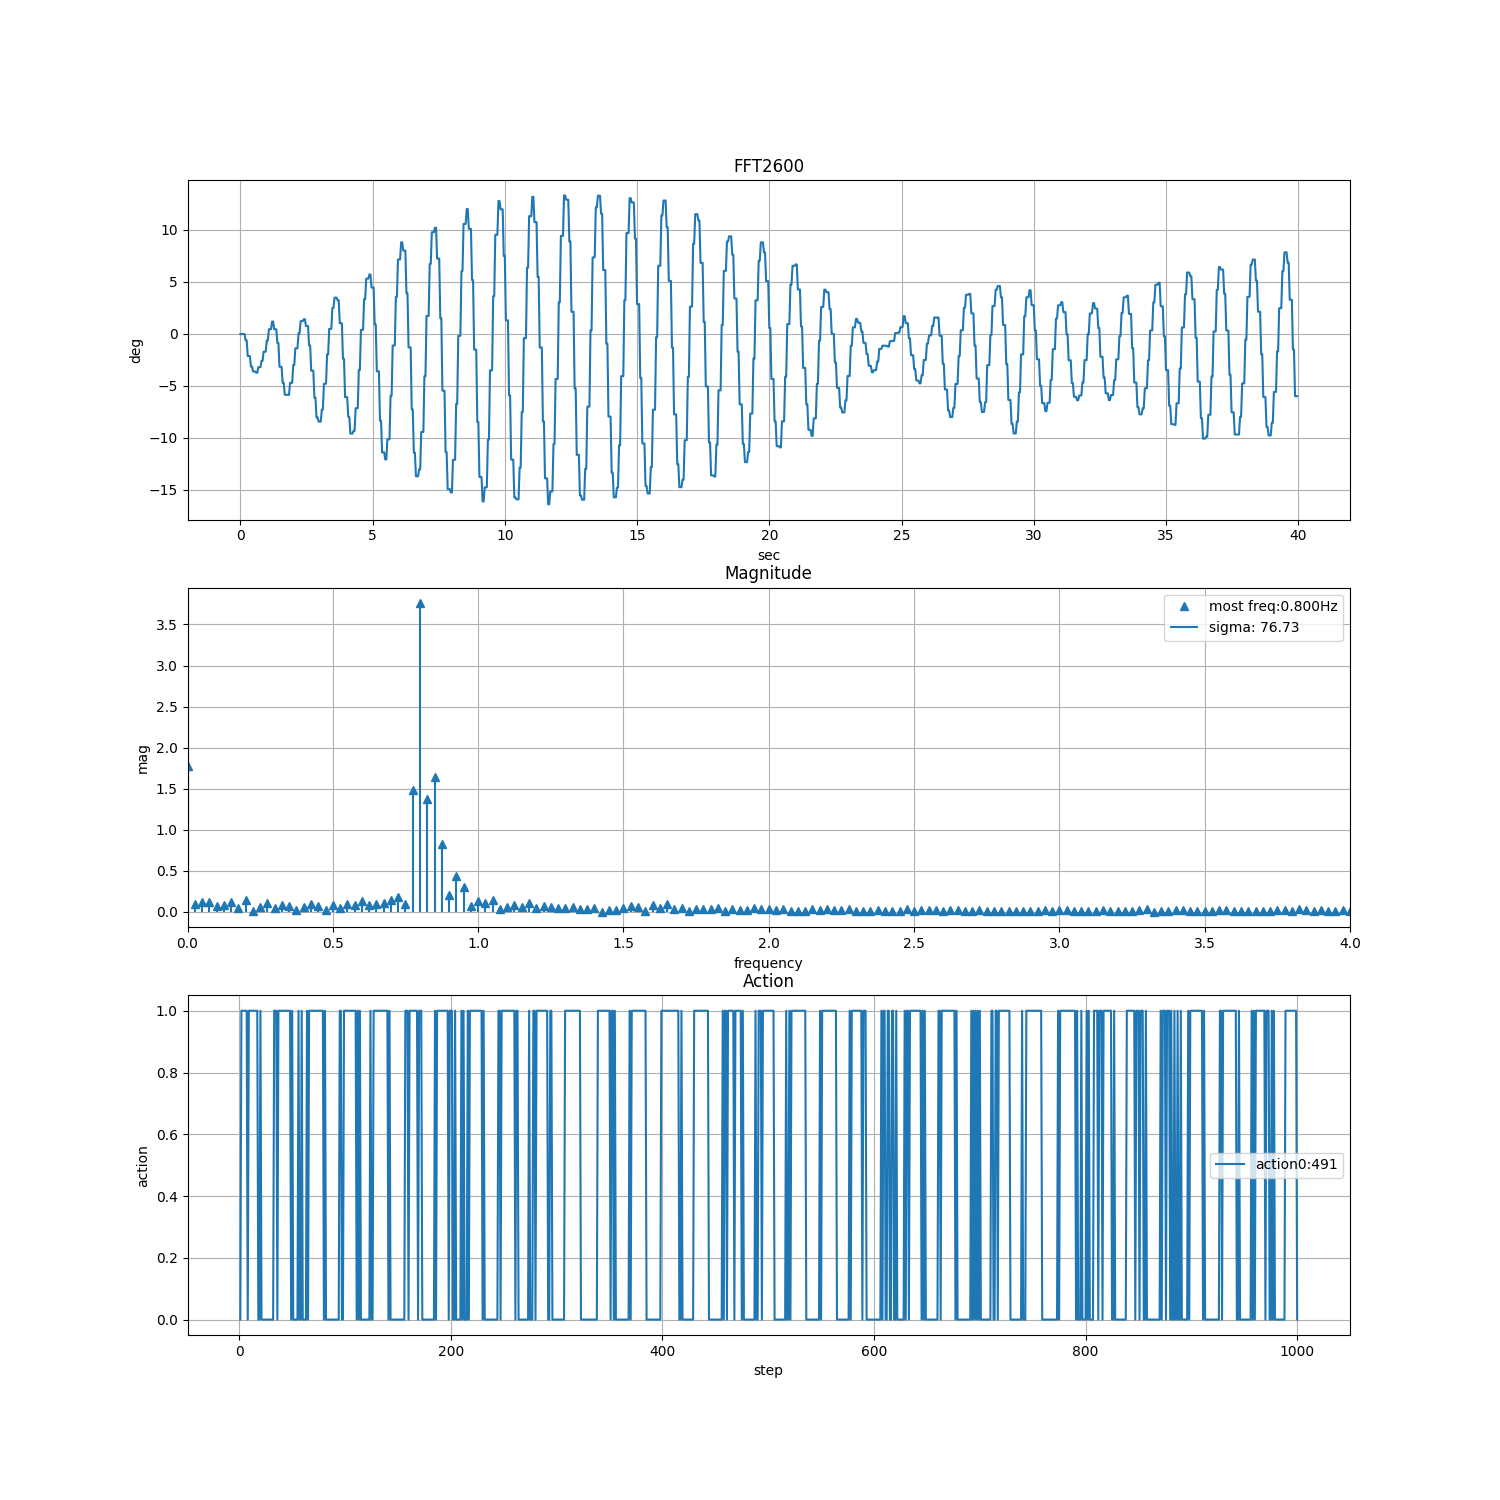 FFT2600
10
5
0
−5
−10
−15
deg
0 5 10 15 20 25 30 35 40
sec
Magnitude
most freq:0.800Hz
sigma: 76.73
3.5
3.0
2.5
2.0
1.5
1.0
0.5
0.0
mag
0.0 0.5 1.0 1.5 2.0 2.5 3.0 3.5 4.0
frequency
Action
1.0
0.8
0.6
0.4
0.2
0.0
action
action0:491
0 200 400 600 800 1000
step